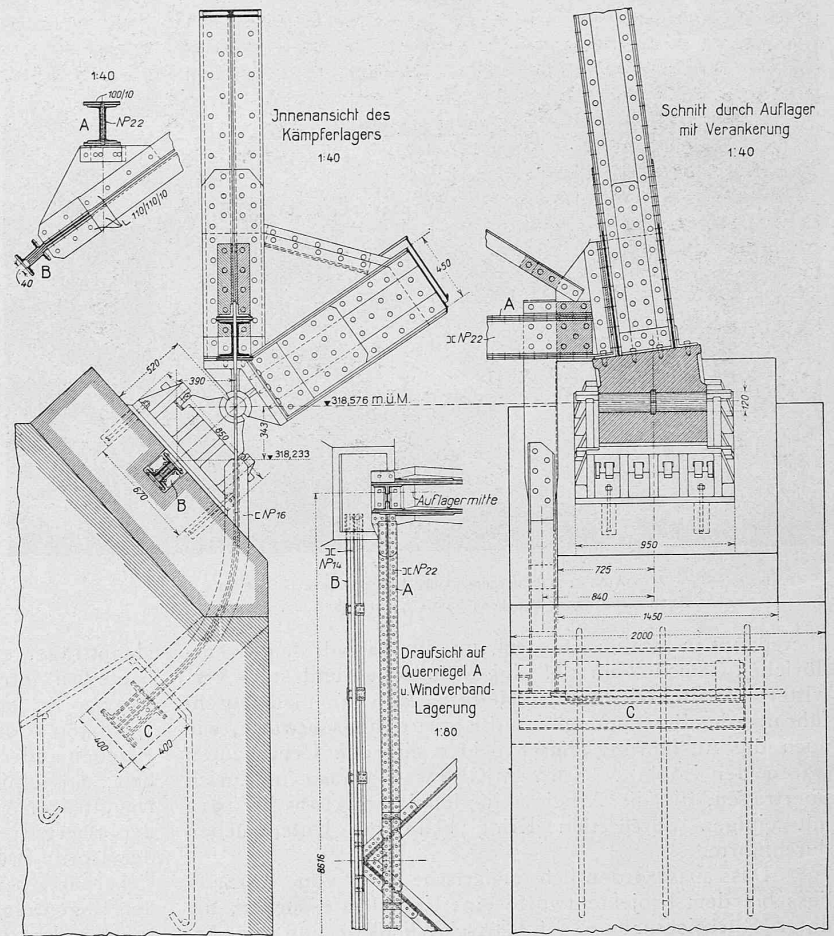 1:40
100/10
A
NP22
110/110/10
B
40
Innenansicht des
Kämpferlagers
1:40
450
520
390
850
670
B
318,576 m.ü.M.
343
318,233
NP16
C
400
400
Auflagermitte
NP14
B
NP22
A
Draufsicht auf
Querriegel A
u. Windverband-
Lagerung
1:80
8616
Schnitt durch Auflager
mit Verankerung
1:40
A
NP22
120
950
725
840
1450
2000
C